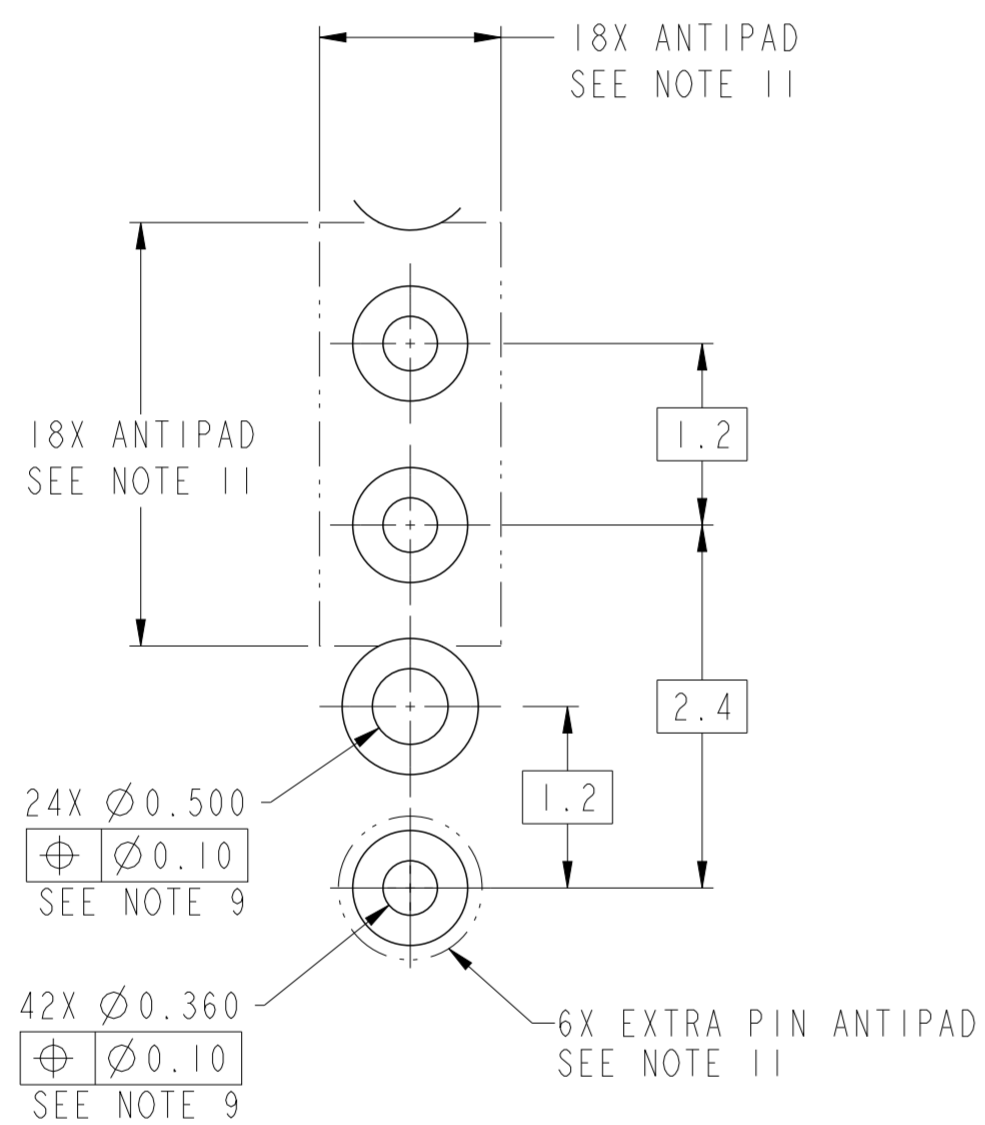 18X ANTIPAD
SEE NOTE 11
18X ANTIPAD
SEE NOTE 11
1.2
2.4
1.2
24X Ø0.500
⌖ Ø0.10
SEE NOTE 9
42X Ø0.360
⌖ Ø0.10
SEE NOTE 9
6X EXTRA PIN ANTIPAD
SEE NOTE 11